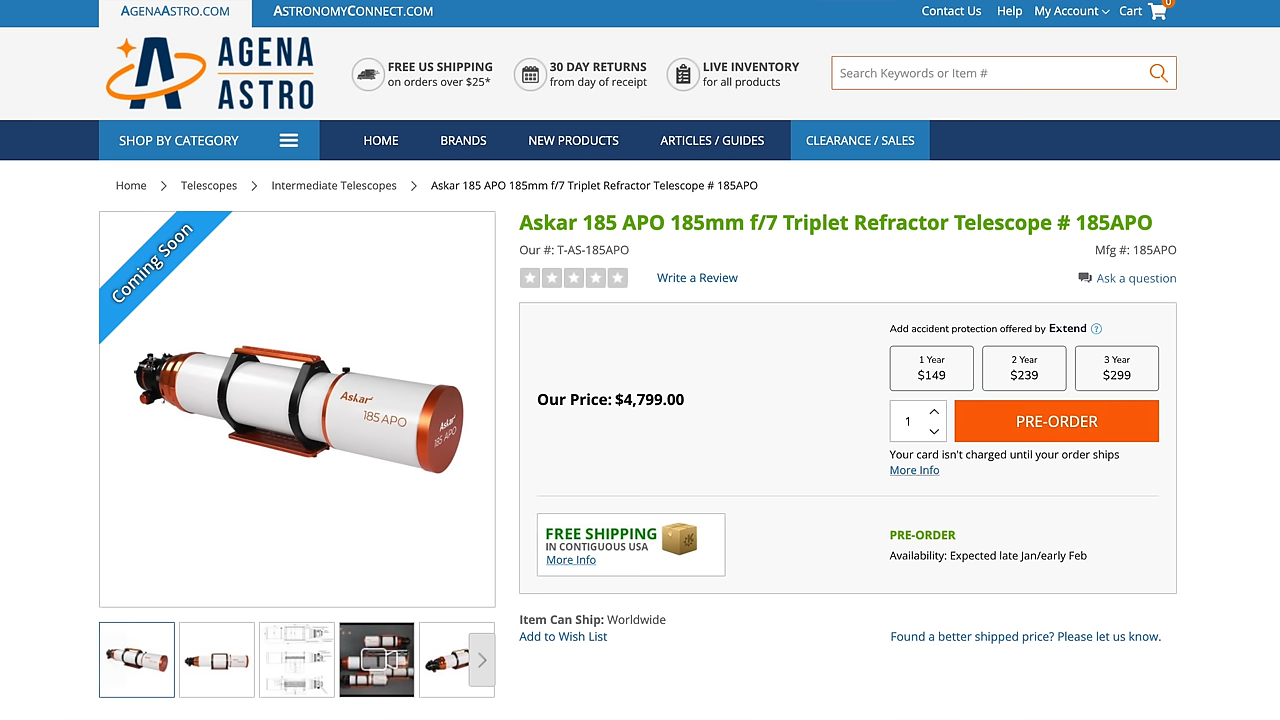 AGENAASTRO.COM
ASTRONOMYCONNECT.COM
Contact Us
Help
My Account
Cart
0
AGENA
ASTRO
FREE US SHIPPING
on orders over $25*
30 DAY RETURNS
from day of receipt
LIVE INVENTORY
for all products
Search Keywords or Item #
SHOP BY CATEGORY
HOME
BRANDS
NEW PRODUCTS
ARTICLES / GUIDES
CLEARANCE / SALES
Home
Telescopes
Intermediate Telescopes
Askar 185 APO 185mm f/7 Triplet Refractor Telescope # 185APO
Coming Soon
Askar
185 APO
Askar
185 APO
Askar 185 APO 185mm f/7 Triplet Refractor Telescope # 185APO
Our #: T-AS-185APO
Mfg #: 185APO
Write a Review
Ask a question
Our Price: $4,799.00
Add accident protection offered by Extend ?
1 Year
$149
2 Year
$239
3 Year
$299
1
PRE-ORDER
Your card isn't charged until your order ships
More Info
FREE SHIPPING
IN CONTIGUOUS USA
More Info
PRE-ORDER
Availability: Expected late Jan/early Feb
Item Can Ship: Worldwide
Add to Wish List
Found a better shipped price? Please let us know.